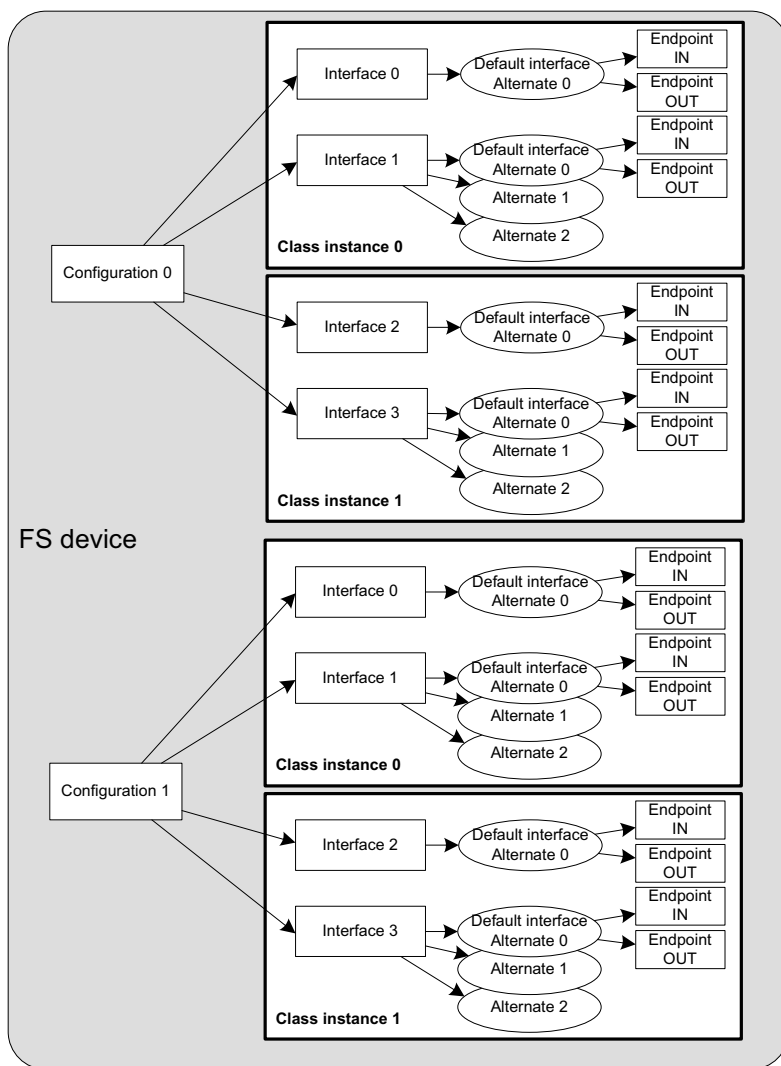 Endpoint
IN
Interface 0
Default interface
Alternate 0
Endpoint
OUT
Endpoint
IN
Interface 1
Default interface
Alternate 0
Endpoint
OUT
Alternate 1
Alternate 2
Class instance 0
Configuration 0
Endpoint
IN
Interface 2
Default interface
Alternate 0
Endpoint
OUT
Endpoint
IN
Interface 3
Default interface
Alternate 0
Endpoint
OUT
Alternate 1
Alternate 2
Class instance 1
FS device
Endpoint
IN
Interface 0
Default interface
Alternate 0
Endpoint
OUT
Endpoint
IN
Interface 1
Default interface
Alternate 0
Endpoint
OUT
Alternate 1
Alternate 2
Class instance 0
Configuration 1
Endpoint
IN
Interface 2
Default interface
Alternate 0
Endpoint
OUT
Endpoint
IN
Interface 3
Default interface
Alternate 0
Endpoint
OUT
Alternate 1
Alternate 2
Class instance 1